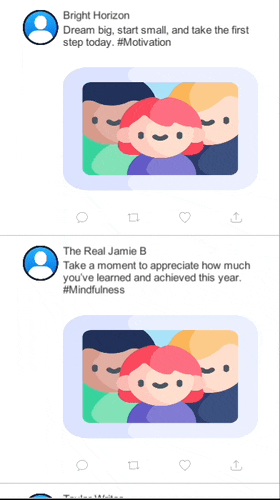 Bright Horizon
Dream big, start small, and take the first
step today. #Motivation
The Real Jamie B
Take a moment to appreciate how much
you've learned and achieved this year.
#Mindfulness